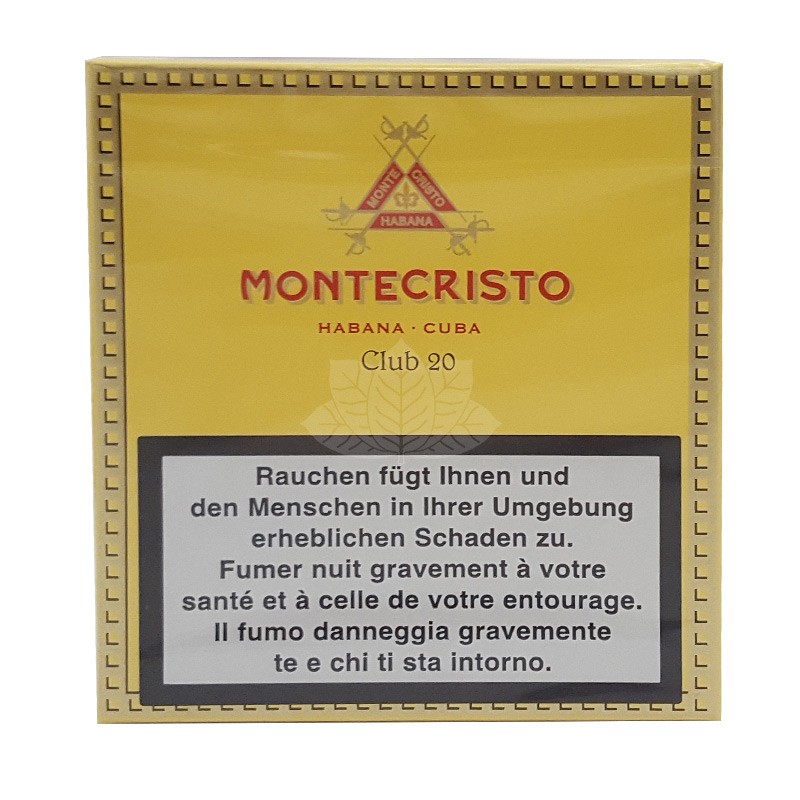 MONTE CRISTO
HABANA
MONTECRISTO
HABANA · CUBA
Club 20
Rauchen fügt Ihnen und
den Menschen in Ihrer Umgebung
erheblichen Schaden zu.
Fumer nuit gravement à votre
santé et à celle de votre entourage.
Il fumo danneggia gravemente
te e chi ti sta intorno.